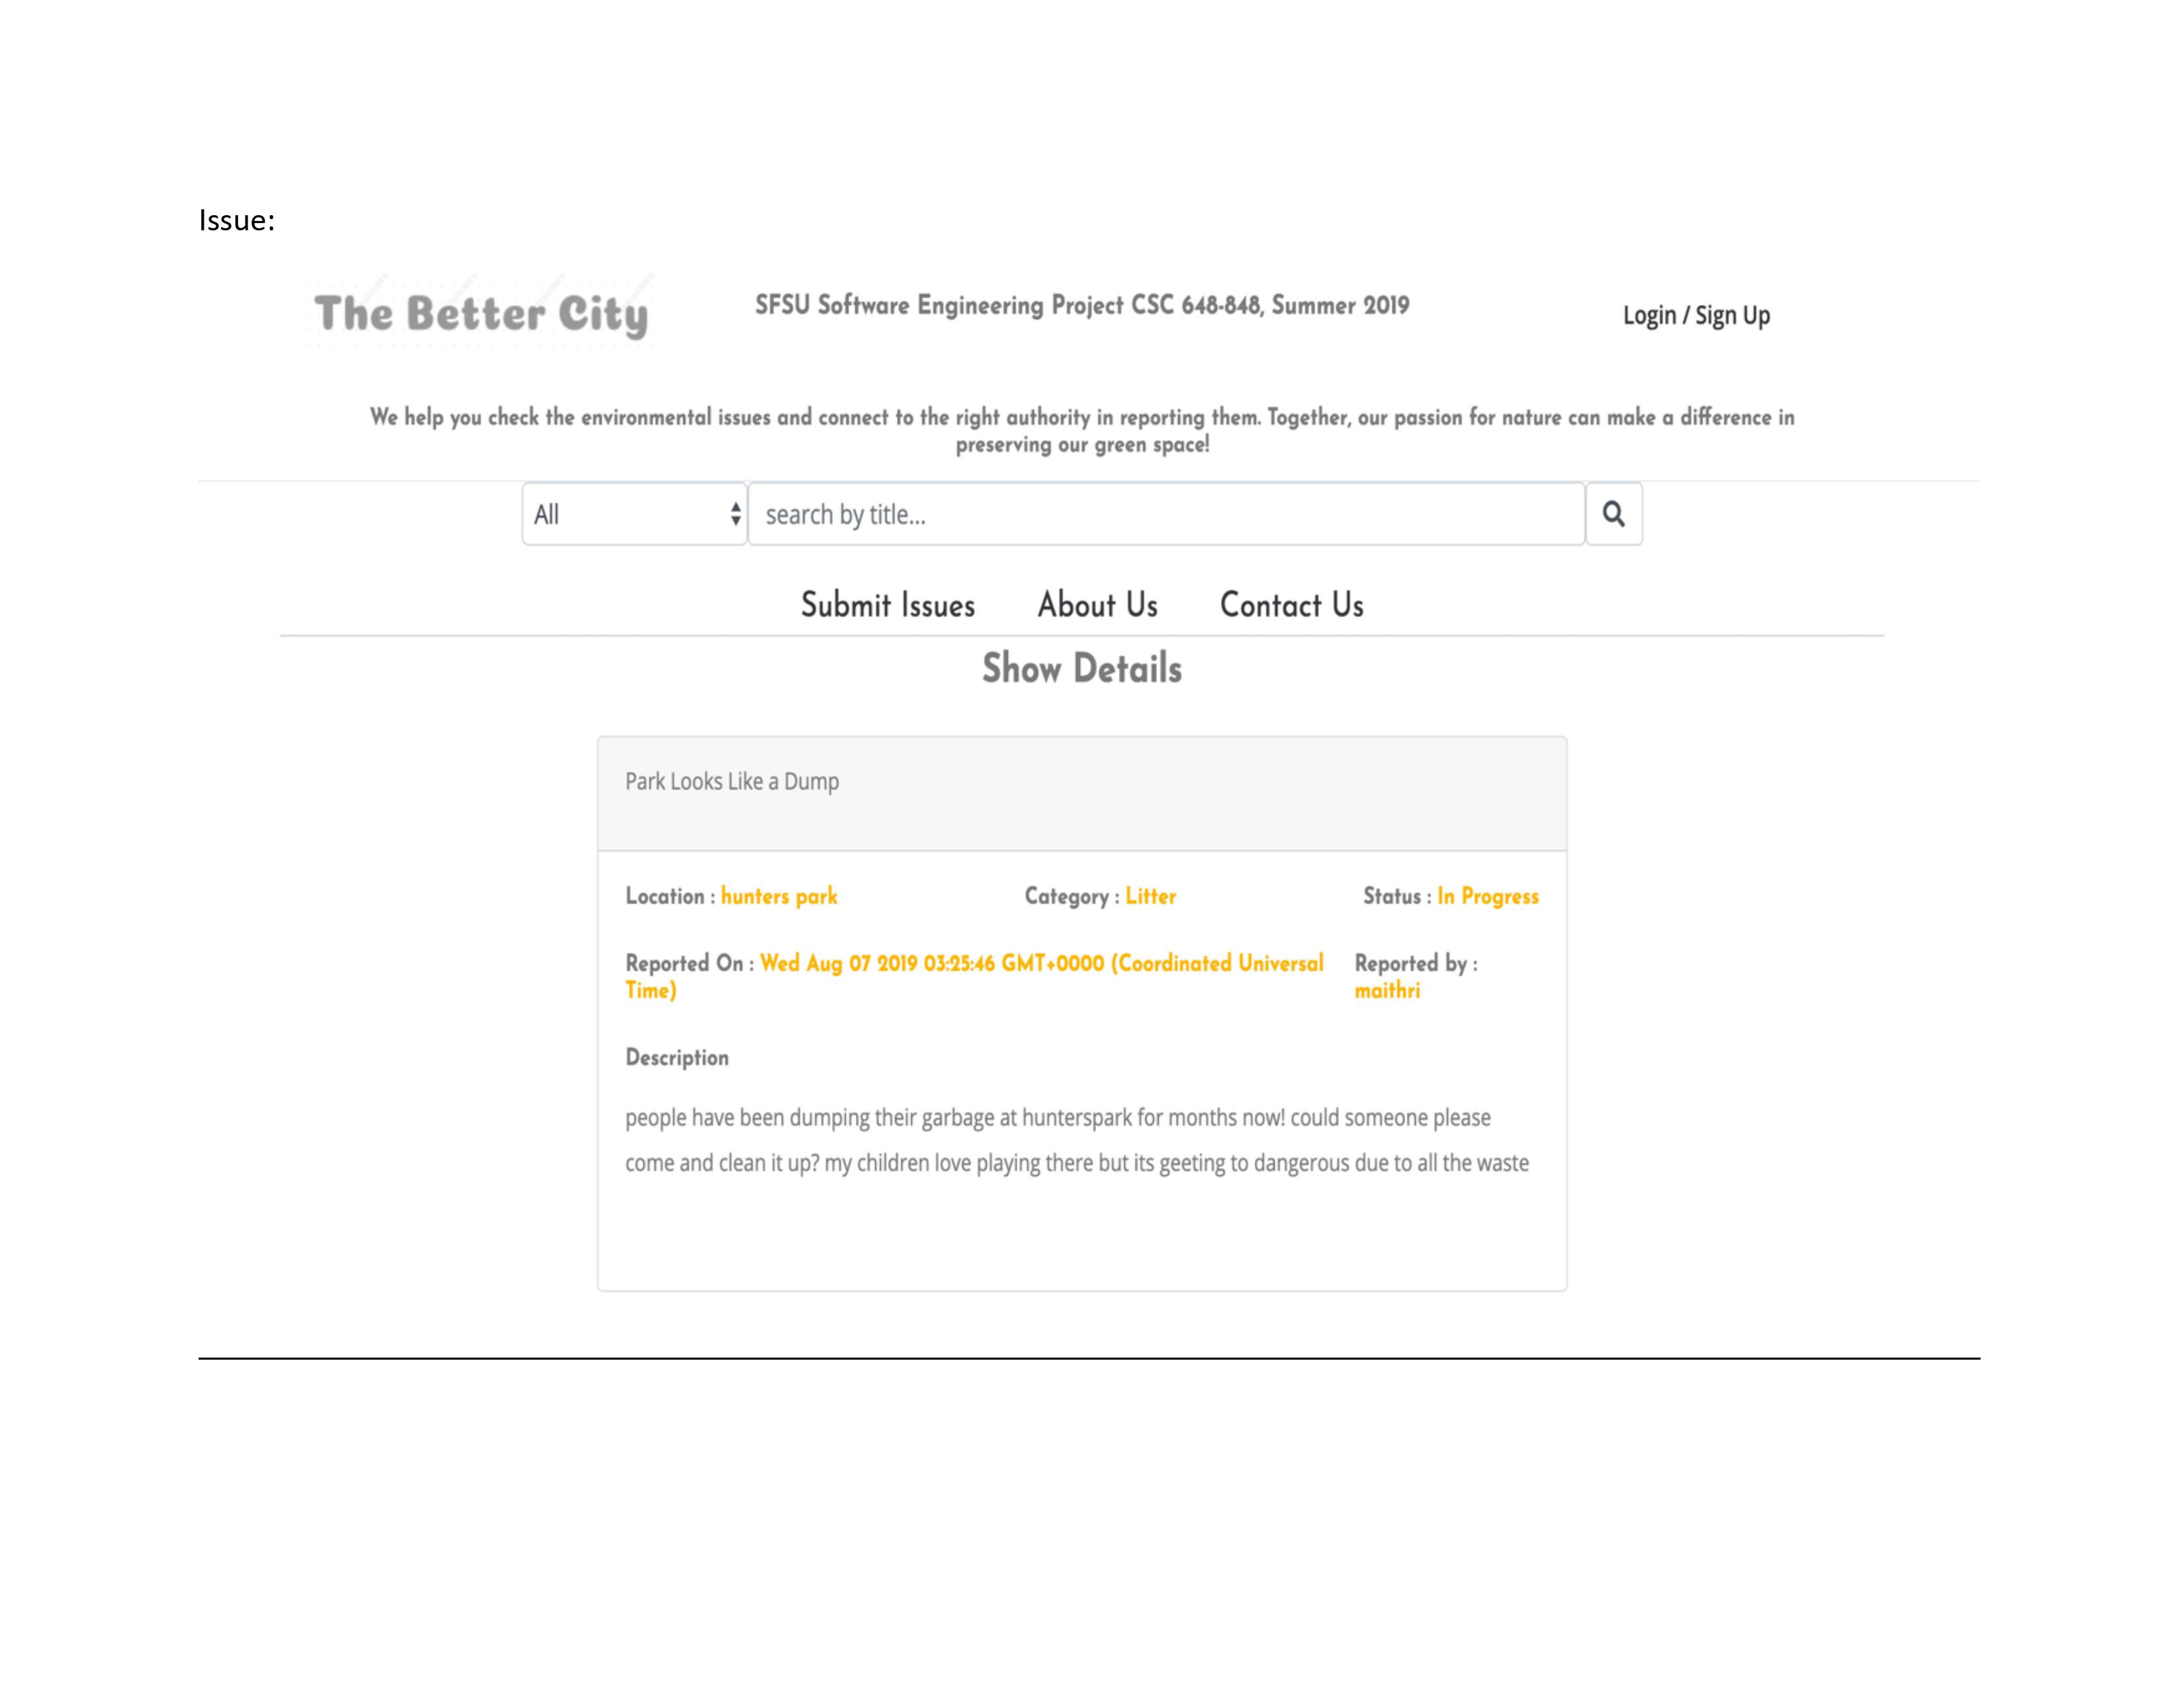 Issue:
The Better City
SFSU Software Engineering Project CSC 648-848, Summer 2019
Login / Sign Up
We help you check the environmental issues and connect to the right authority in reporting them. Together, our passion for nature can make a difference in
preserving our green space!
All
search by title...
Submit Issues About Us Contact Us
Show Details
Park Looks Like a Dump
Location : hunters park Category : Litter Status : In Progress
Reported On : Wed Aug 07 2019 03:25:46 GMT+0000 (Coordinated Universal
Time)
Reported by :
maithri
Description
people have been dumping their garbage at hunterspark for months now! could someone please
come and clean it up? my children love playing there but its geeting to dangerous due to all the waste